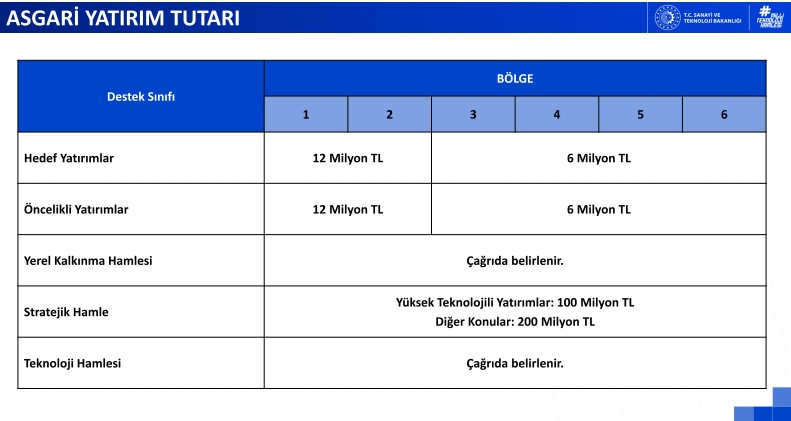 ASGARİ YATIRIM TUTARI
T.C. SANAYİ VE
TEKNOLOJİ BAKANLIĞI
#MİLLİ
TEKNOLOJİ
HAMLESİ
Destek Sınıfı
BÖLGE
1 2 3 4 5 6
Hedef Yatırımlar 12 Milyon TL 6 Milyon TL
Öncelikli Yatırımlar 12 Milyon TL 6 Milyon TL
Yerel Kalkınma Hamlesi Çağrıda belirlenir.
Stratejik Hamle Yüksek Teknolojili Yatırımlar: 100 Milyon TL
Diğer Konular: 200 Milyon TL
Teknoloji Hamlesi Çağrıda belirlenir.